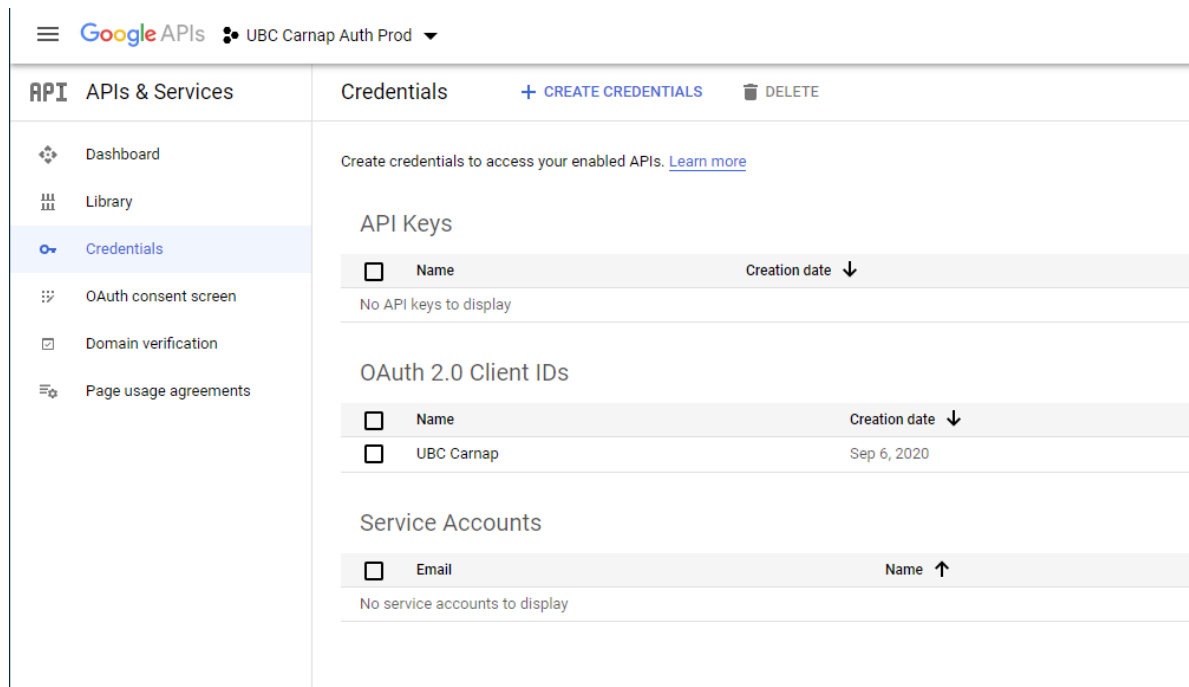 Google APIs UBC Carnap Auth Prod
API APIs & Services Credentials + CREATE CREDENTIALS DELETE
Dashboard
Library
Credentials
OAuth consent screen
Domain verification
Page usage agreements
Create credentials to access your enabled APIs. Learn more
API Keys
Name Creation date
No API keys to display
OAuth 2.0 Client IDs
Name Creation date
UBC Carnap Sep 6, 2020
Service Accounts
Email Name
No service accounts to display